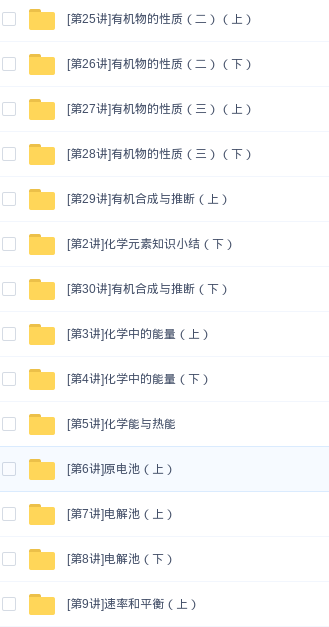 [第25讲]有机物的性质（二）（上）
[第26讲]有机物的性质（二）（下）
[第27讲]有机物的性质（三）（上）
[第28讲]有机物的性质（三）（下）
[第29讲]有机合成与推断（上）
[第2讲]化学元素知识小结（下）
[第30讲]有机合成与推断（下）
[第3讲]化学中的能量（上）
[第4讲]化学中的能量（下）
[第5讲]化学能与热能
[第6讲]原电池（上）
[第7讲]电解池（上）
[第8讲]电解池（下）
[第9讲]速率和平衡（上）